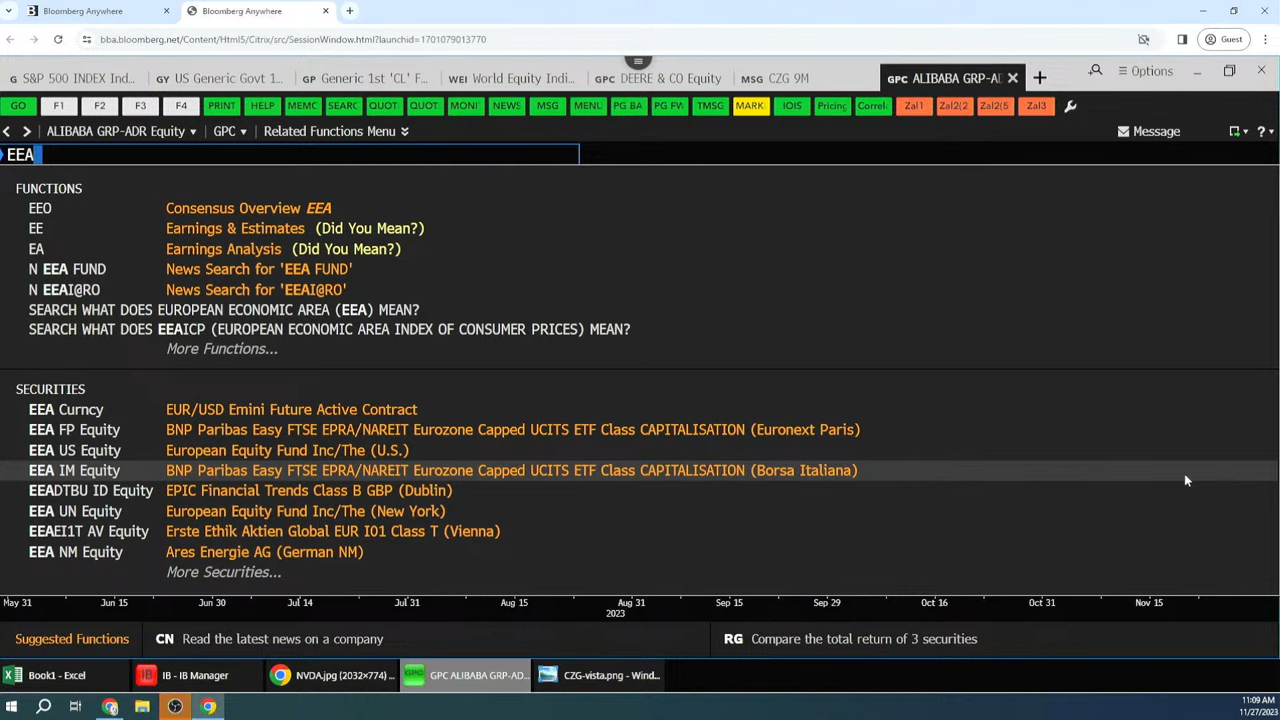 Bloomberg Anywhere
Bloomberg Anywhere
bba.bloomberg.net/Content/Html5/Citrix/src/SessionWindow.html?launchid=1701079013770
Guest
G S&P 500 INDEX Ind...
GY US Generic Govt 1...
GP Generic 1st 'CL' F...
WEI World Equity Indi...
GPC DEERE & CO Equity
MSG CZG 9M
GPC ALIBABA GRP-AD
Options
GO F1 F2 F3 F4 PRINT HELP MEMC SEARC QUOT QUOT MONI NEWS MSG MENU PG BA PG FW TMSG MARK IOIS Pricing Correl Zal1 Zal2(2 Zal2(5 Zal3
ALIBABA GRP-ADR Equity GPC Related Functions Menu Message ?
EEA
FUNCTIONS
EEO Consensus Overview EEA
EE Earnings & Estimates (Did You Mean?)
EA Earnings Analysis (Did You Mean?)
N EEA FUND News Search for 'EEA FUND'
N EEAI@RO News Search for 'EEAI@RO'
SEARCH WHAT DOES EUROPEAN ECONOMIC AREA (EEA) MEAN?
SEARCH WHAT DOES EEAICP (EUROPEAN ECONOMIC AREA INDEX OF CONSUMER PRICES) MEAN?
More Functions...
SECURITIES
EEA Curncy EUR/USD Emini Future Active Contract
EEA FP Equity BNP Paribas Easy FTSE EPRA/NAREIT Eurozone Capped UCITS ETF Class CAPITALISATION (Euronext Paris)
EEA US Equity European Equity Fund Inc/The (U.S.)
EEA IM Equity BNP Paribas Easy FTSE EPRA/NAREIT Eurozone Capped UCITS ETF Class CAPITALISATION (Borsa Italiana)
EEADTBU ID Equity EPIC Financial Trends Class B GBP (Dublin)
EEA UN Equity European Equity Fund Inc/The (New York)
EEAEI1T AV Equity Erste Ethik Aktien Global EUR I01 Class T (Vienna)
EEA NM Equity Ares Energie AG (German NM)
More Securities...
May 31 Jun 15 Jun 30 Jul 14 Jul 31 Aug 15 Aug 31 Sep 15 Sep 29 Oct 16 Oct 31 Nov 15
2023
Suggested Functions CN Read the latest news on a company RG Compare the total return of 3 securities
Book1 - Excel
IB - IB Manager
NVDA.jpg (2032×774)...
GPC ALIBABA GRP-AD...
CZG-vista.png - Wind...
11:09 AM
11/27/2023